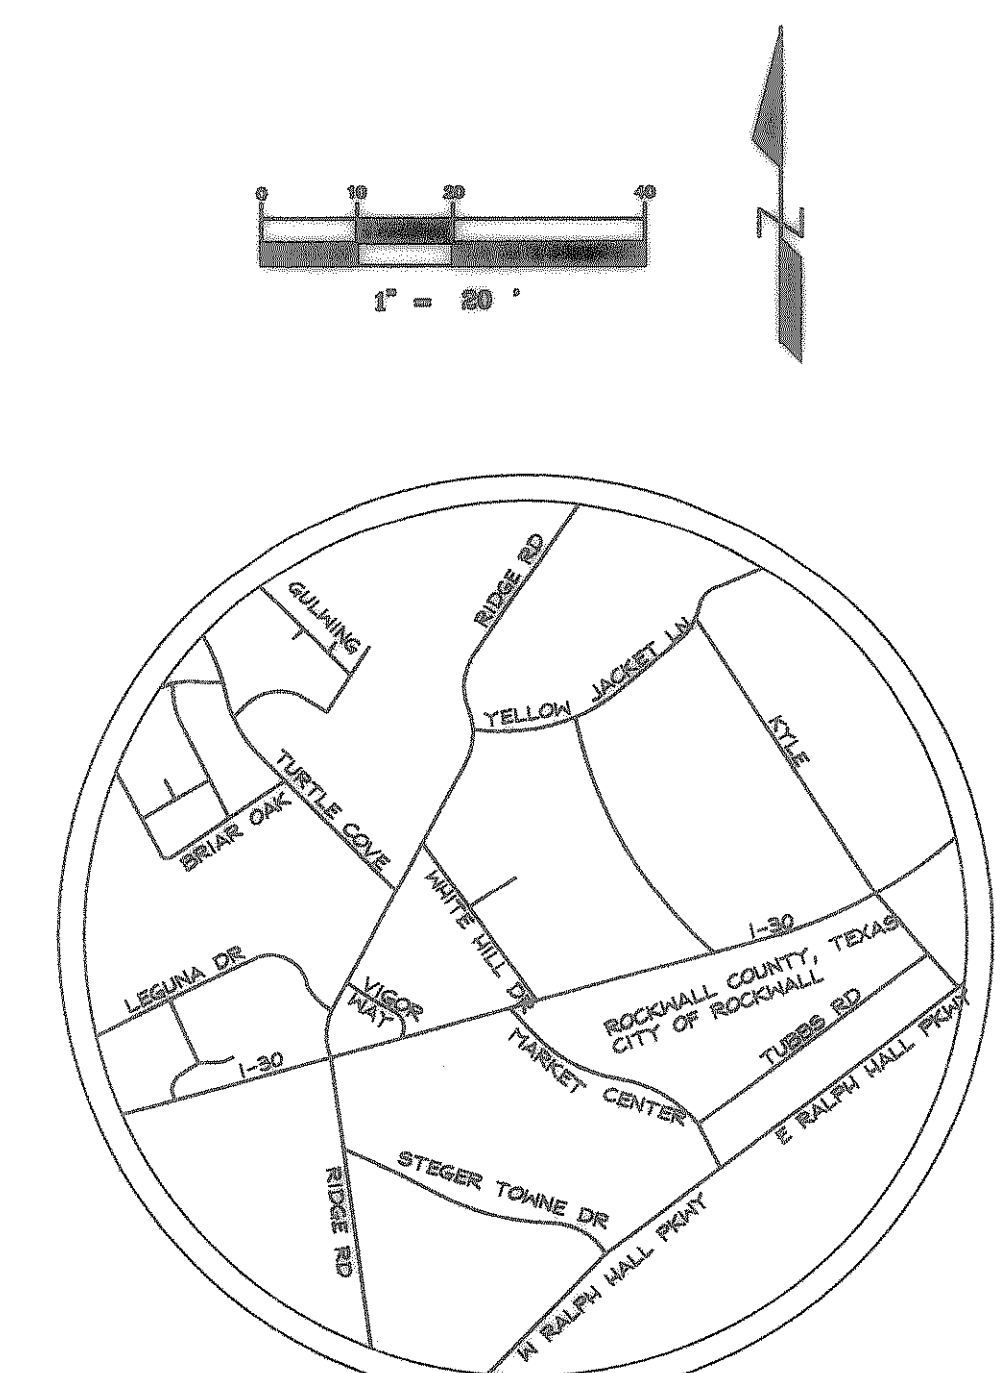 0 10 20 40
1" = 20 '
N
RIDGE RD
GULWING
JACKET LN
YELLOW
KYLE
TURTLE COVE
BRIAR OAK
WHITE HILL DR
I-30
ROCKWALL COUNTY, TEXAS
CITY OF ROCKWALL
LEGUNA DR
VIGOR
WAY
TUBBS RD
I-30
MARKET CENTER
E RALPH HALL PKWY
STEGER TOWNE DR
RIDGE RD
W RALPH HALL PKWY